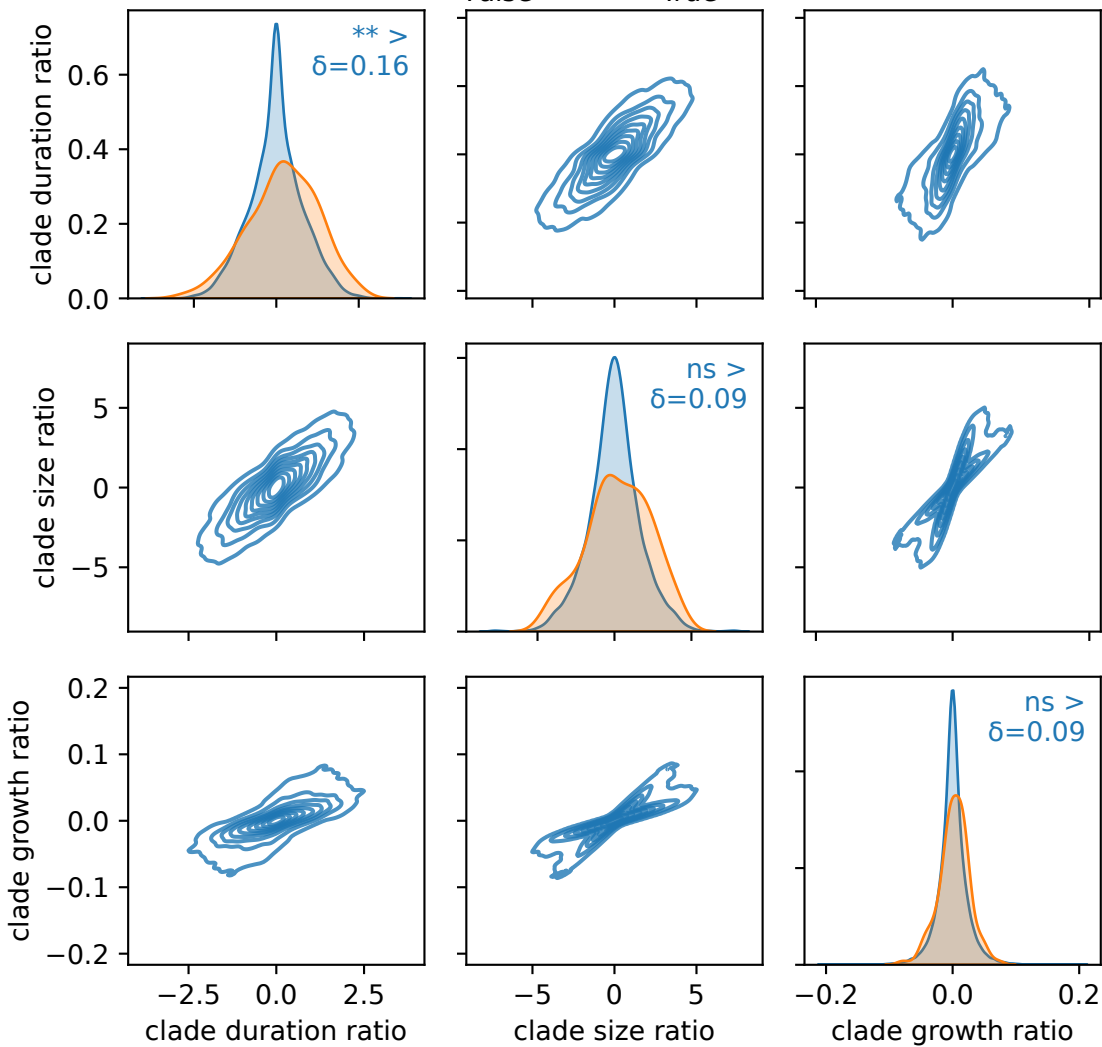 clade duration ratio
0.6
0.4
0.2
0.0
** >
δ=0.16
clade size ratio
5
0
−5
ns >
δ=0.09
clade growth ratio
0.2
0.1
0.0
−0.1
−0.2
ns >
δ=0.09
−2.5
0.0
2.5
clade duration ratio
−5
0
5
clade size ratio
−0.2
0.0
0.2
clade growth ratio